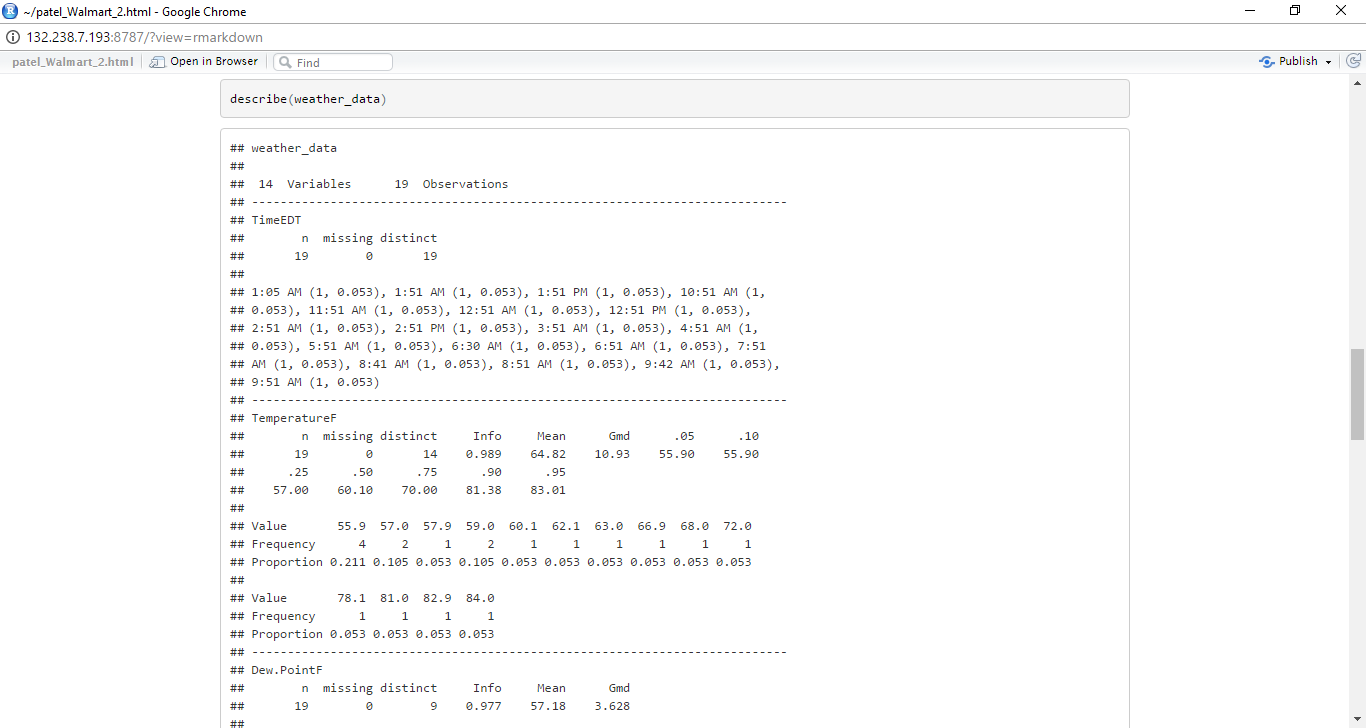 ~/patel_Walmart_2.html - Google Chrome
132.238.7.193:8787/?view=rmarkdown
patel_Walmart_2.html Open in Browser Find Publish
describe(weather_data)
## weather_data
##
##  14  Variables      19  Observations
## ---------------------------------------------------------------------------
## TimeEDT
##        n  missing distinct
##       19        0       19
##
## 1:05 AM (1, 0.053), 1:51 AM (1, 0.053), 1:51 PM (1, 0.053), 10:51 AM (1,
## 0.053), 11:51 AM (1, 0.053), 12:51 AM (1, 0.053), 12:51 PM (1, 0.053),
## 2:51 AM (1, 0.053), 2:51 PM (1, 0.053), 3:51 AM (1, 0.053), 4:51 AM (1,
## 0.053), 5:51 AM (1, 0.053), 6:30 AM (1, 0.053), 6:51 AM (1, 0.053), 7:51
## AM (1, 0.053), 8:41 AM (1, 0.053), 8:51 AM (1, 0.053), 9:42 AM (1, 0.053),
## 9:51 AM (1, 0.053)
## ---------------------------------------------------------------------------
## TemperatureF
##        n  missing distinct     Info     Mean      Gmd      .05      .10
##       19        0       14    0.989    64.82    10.93    55.90    55.90
##      .25      .50      .75      .90      .95
##    57.00    60.10    70.00    81.38    83.01
##
## Value       55.9  57.0  57.9  59.0  60.1  62.1  63.0  66.9  68.0  72.0
## Frequency      4     2     1     2     1     1     1     1     1     1
## Proportion 0.211 0.105 0.053 0.105 0.053 0.053 0.053 0.053 0.053 0.053
##
## Value       78.1  81.0  82.9  84.0
## Frequency      1     1     1     1
## Proportion 0.053 0.053 0.053 0.053
## ---------------------------------------------------------------------------
## Dew.PointF
##        n  missing distinct     Info     Mean      Gmd
##       19        0        9    0.977    57.18    3.628
##